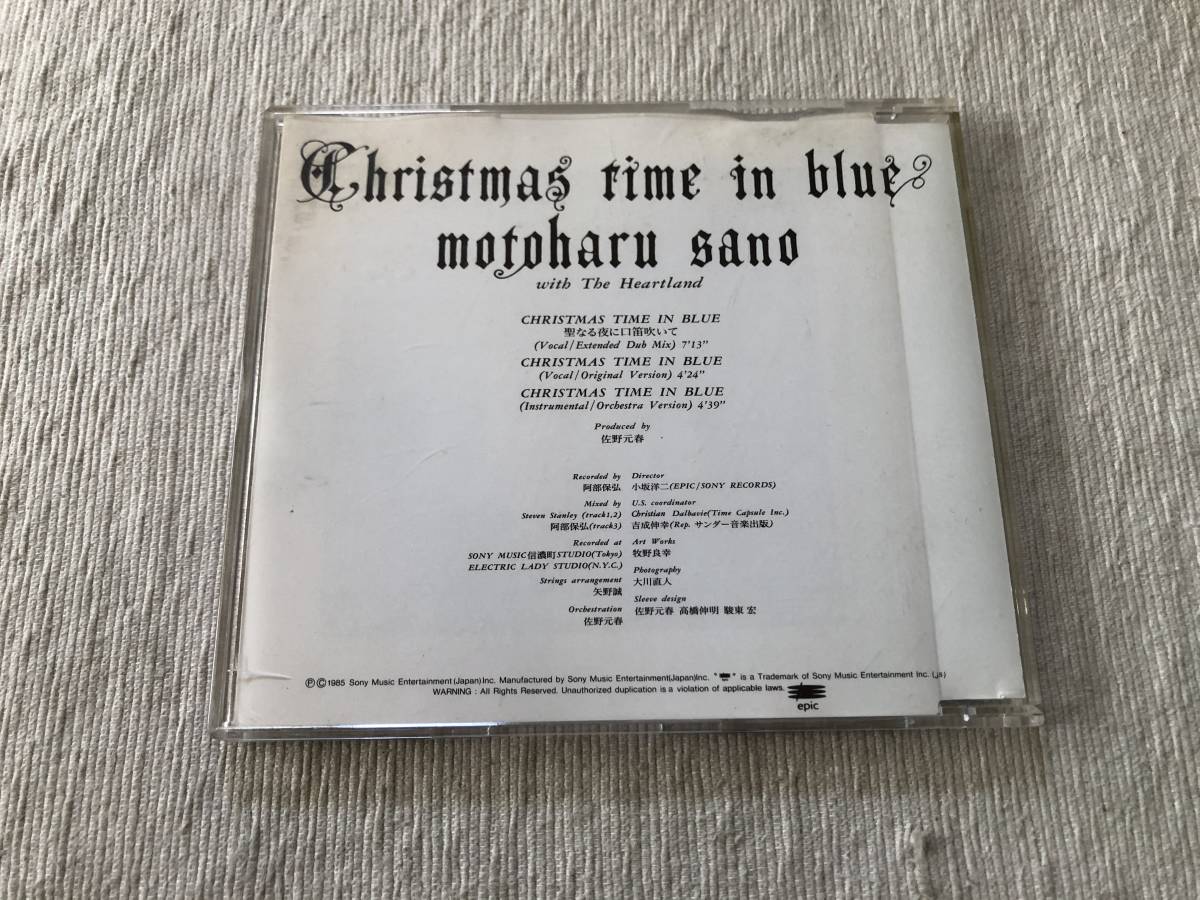 Christmas time in blue
motoharu sano
with The Heartland
CHRISTMAS TIME IN BLUE
聖なる夜に口笛吹いて
(Vocal/Extended Dub Mix) 7'13"
CHRISTMAS TIME IN BLUE
(Vocal/Original Version) 4'24"
CHRISTMAS TIME IN BLUE
(Instrumental/Orchestra Version) 4'39"
Produced by
佐野元春
Recorded by
阿部保弘
Mixed by
Steven Stanley (track1,2)
阿部保弘(track3)
Recorded at
SONY MUSIC信濃町STUDIO(Tokyo)
ELECTRIC LADY STUDIO(N.Y.C.)
Strings arrangement
矢野誠
Orchestration
佐野元春
Director
小坂洋二(EPIC/SONY RECORDS)
U.S. coordinator
Christian Dalbavie(Time Capsule Inc.)
吉成伸幸(Rep. サンダー音楽出版)
Art Works
牧野良幸
Photography
大川直人
Sleeve design
佐野元春 高橋伸明 駿東 宏
ⓅⒸ1985 Sony Music Entertainment(Japan)Inc. Manufactured by Sony Music Entertainment(Japan)Inc. " " is a Trademark of Sony Music Entertainment Inc. (Js)
WARNING : All Rights Reserved. Unauthorized duplication is a violation of applicable laws.
epic